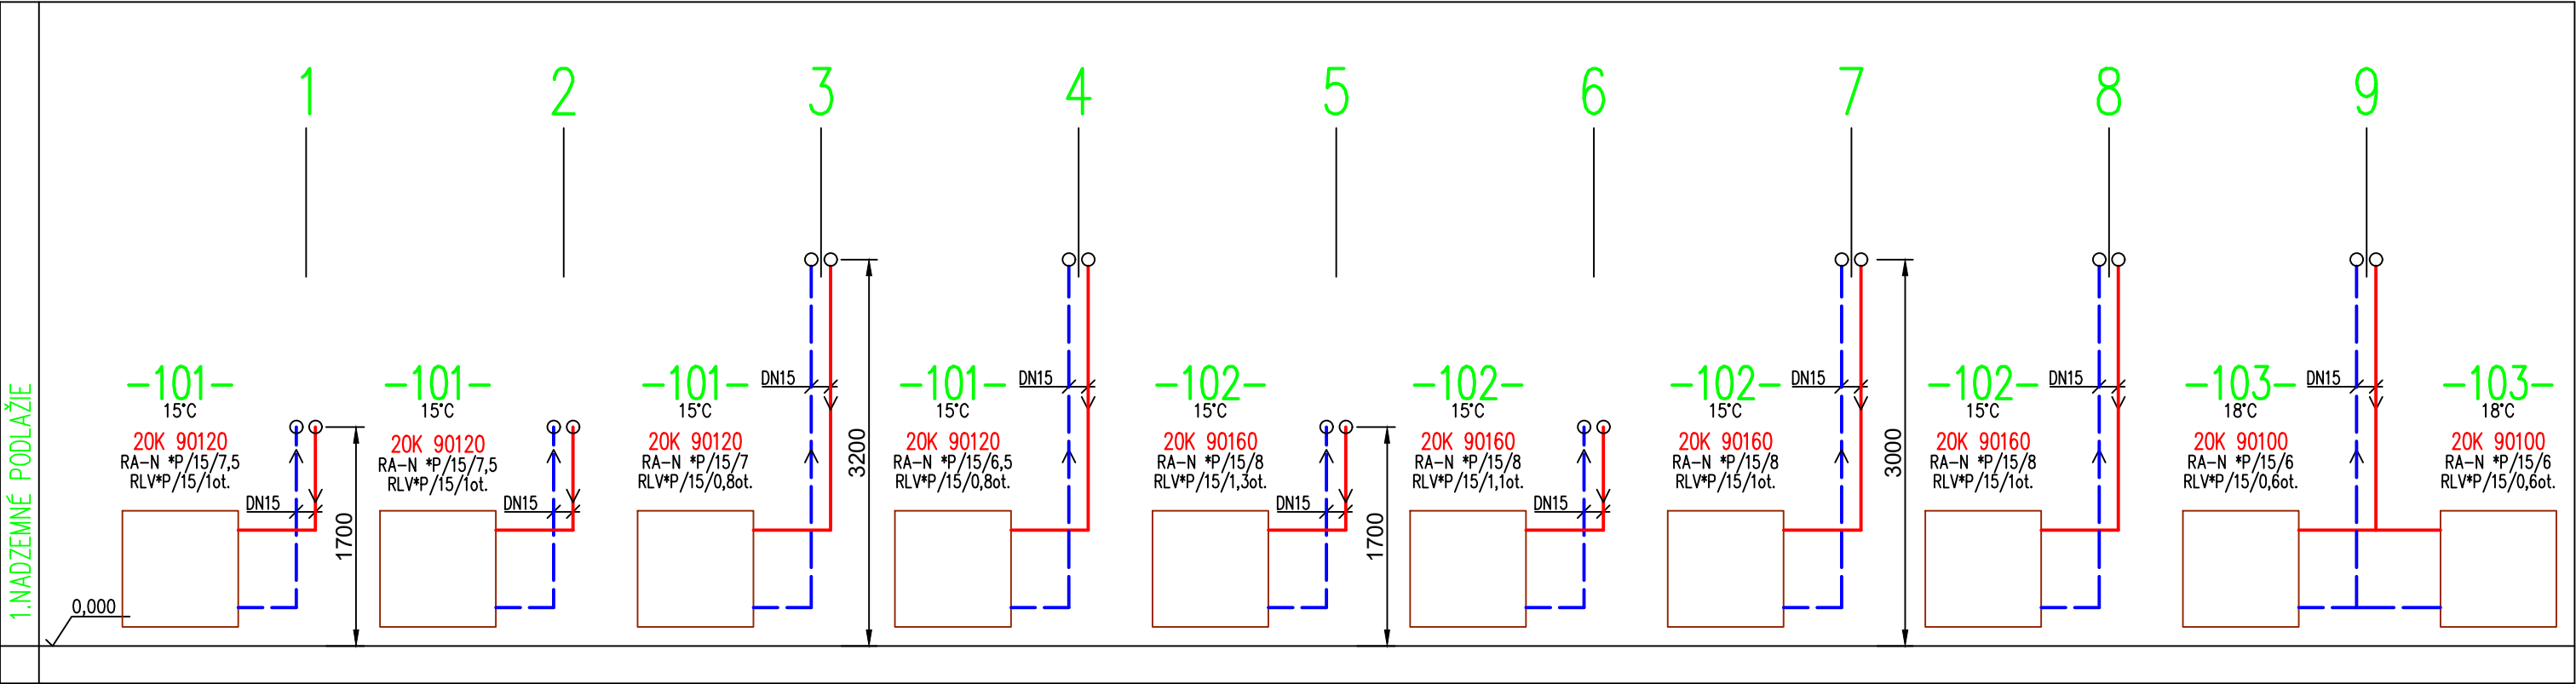 1 2 3 4 5 6 7 8 9
-101- -101- -101- -101- -102- -102- -102- -102- -103- -103-
15°C 15°C 15°C 15°C 15°C 15°C 15°C 15°C 18°C 18°C
20K 90120 20K 90120 20K 90120 20K 90120 20K 90160 20K 90160 20K 90160 20K 90160 20K 90100 20K 90100
RA-N *P/15/7,5 RA-N *P/15/7,5 RA-N *P/15/7 RA-N *P/15/6,5 RA-N *P/15/8 RA-N *P/15/8 RA-N *P/15/8 RA-N *P/15/8 RA-N *P/15/6 RA-N *P/15/6
RLV*P/15/1ot. RLV*P/15/1ot. RLV*P/15/0,8ot. RLV*P/15/0,8ot. RLV*P/15/1,3ot. RLV*P/15/1,1ot. RLV*P/15/1ot. RLV*P/15/1ot. RLV*P/15/0,6ot. RLV*P/15/0,6ot.
DN15 DN15 DN15 DN15 DN15 DN15 DN15 DN15 DN15
1700 3200 1700 3000
0,000
1.NADZEMNÉ PODLAŽIE